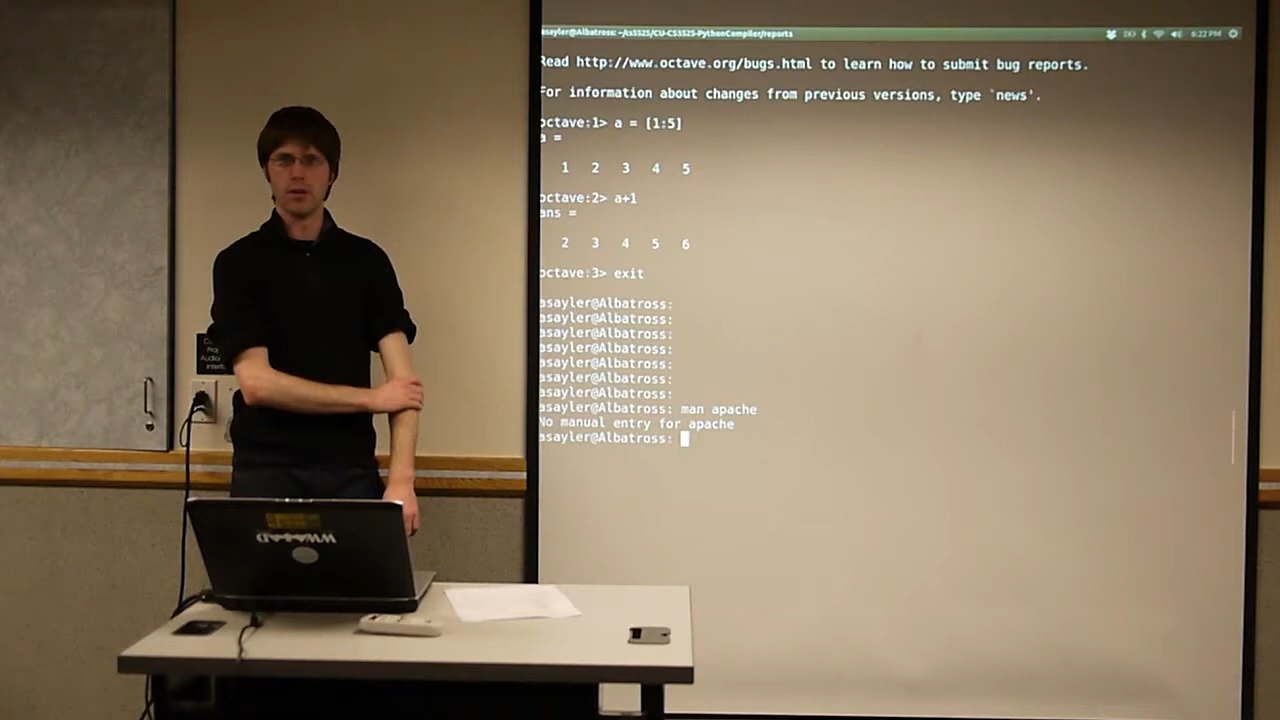 asayler@Albatross: ~/cs5525/CU-CS5525-PythonCompiler/reports
6:22 PM
Read http://www.octave.org/bugs.html to learn how to submit bug reports.
For information about changes from previous versions, type `news'.
octave:1> a = [1:5]
a =
1 2 3 4 5
octave:2> a+1
ans =
2 3 4 5 6
octave:3> exit
asayler@Albatross:
asayler@Albatross:
asayler@Albatross:
asayler@Albatross:
asayler@Albatross:
asayler@Albatross:
asayler@Albatross:
asayler@Albatross: man apache
No manual entry for apache
asayler@Albatross: